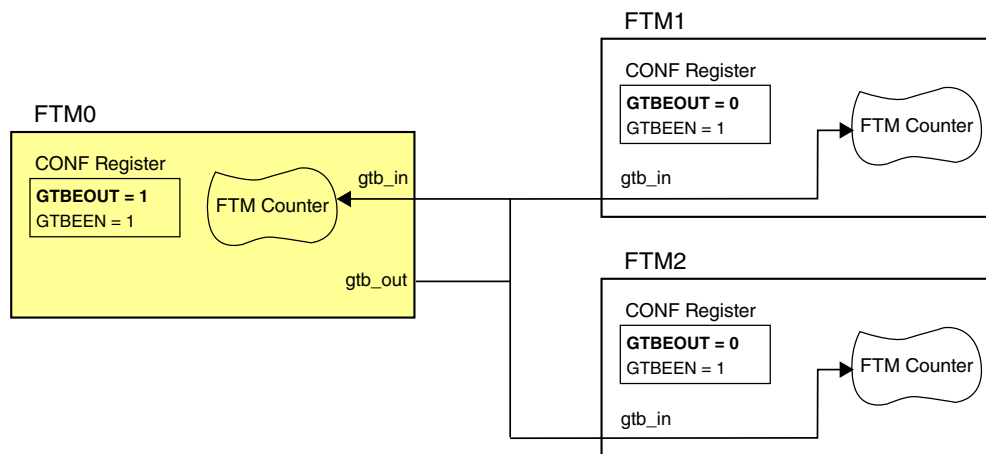 FTM0
CONF Register
GTBEOUT = 1
GTBEEN = 1
FTM Counter
gtb_in
gtb_out
FTM1
CONF Register
GTBEOUT = 0
GTBEEN = 1
FTM Counter
gtb_in
FTM2
CONF Register
GTBEOUT = 0
GTBEEN = 1
FTM Counter
gtb_in